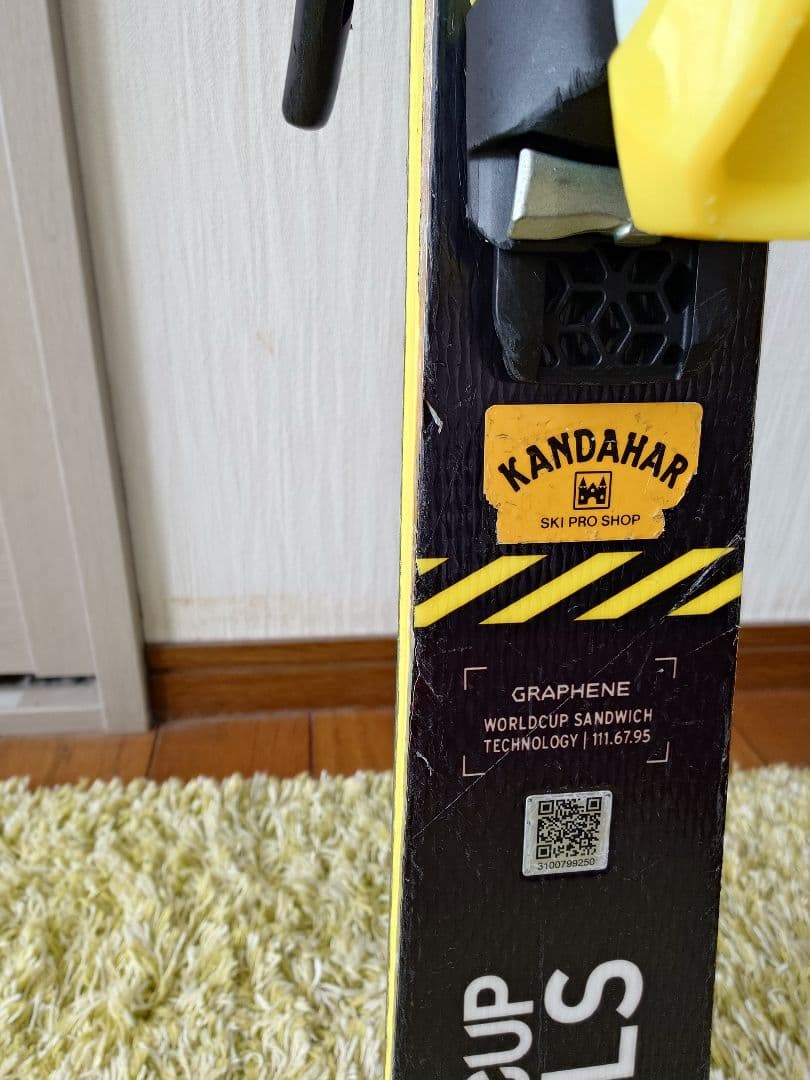 KANDAHAR
SKI PRO SHOP
GRAPHENE
WORLDCUP SANDWICH
TECHNOLOGY | 111.67.95
3100799250
CUP
LS